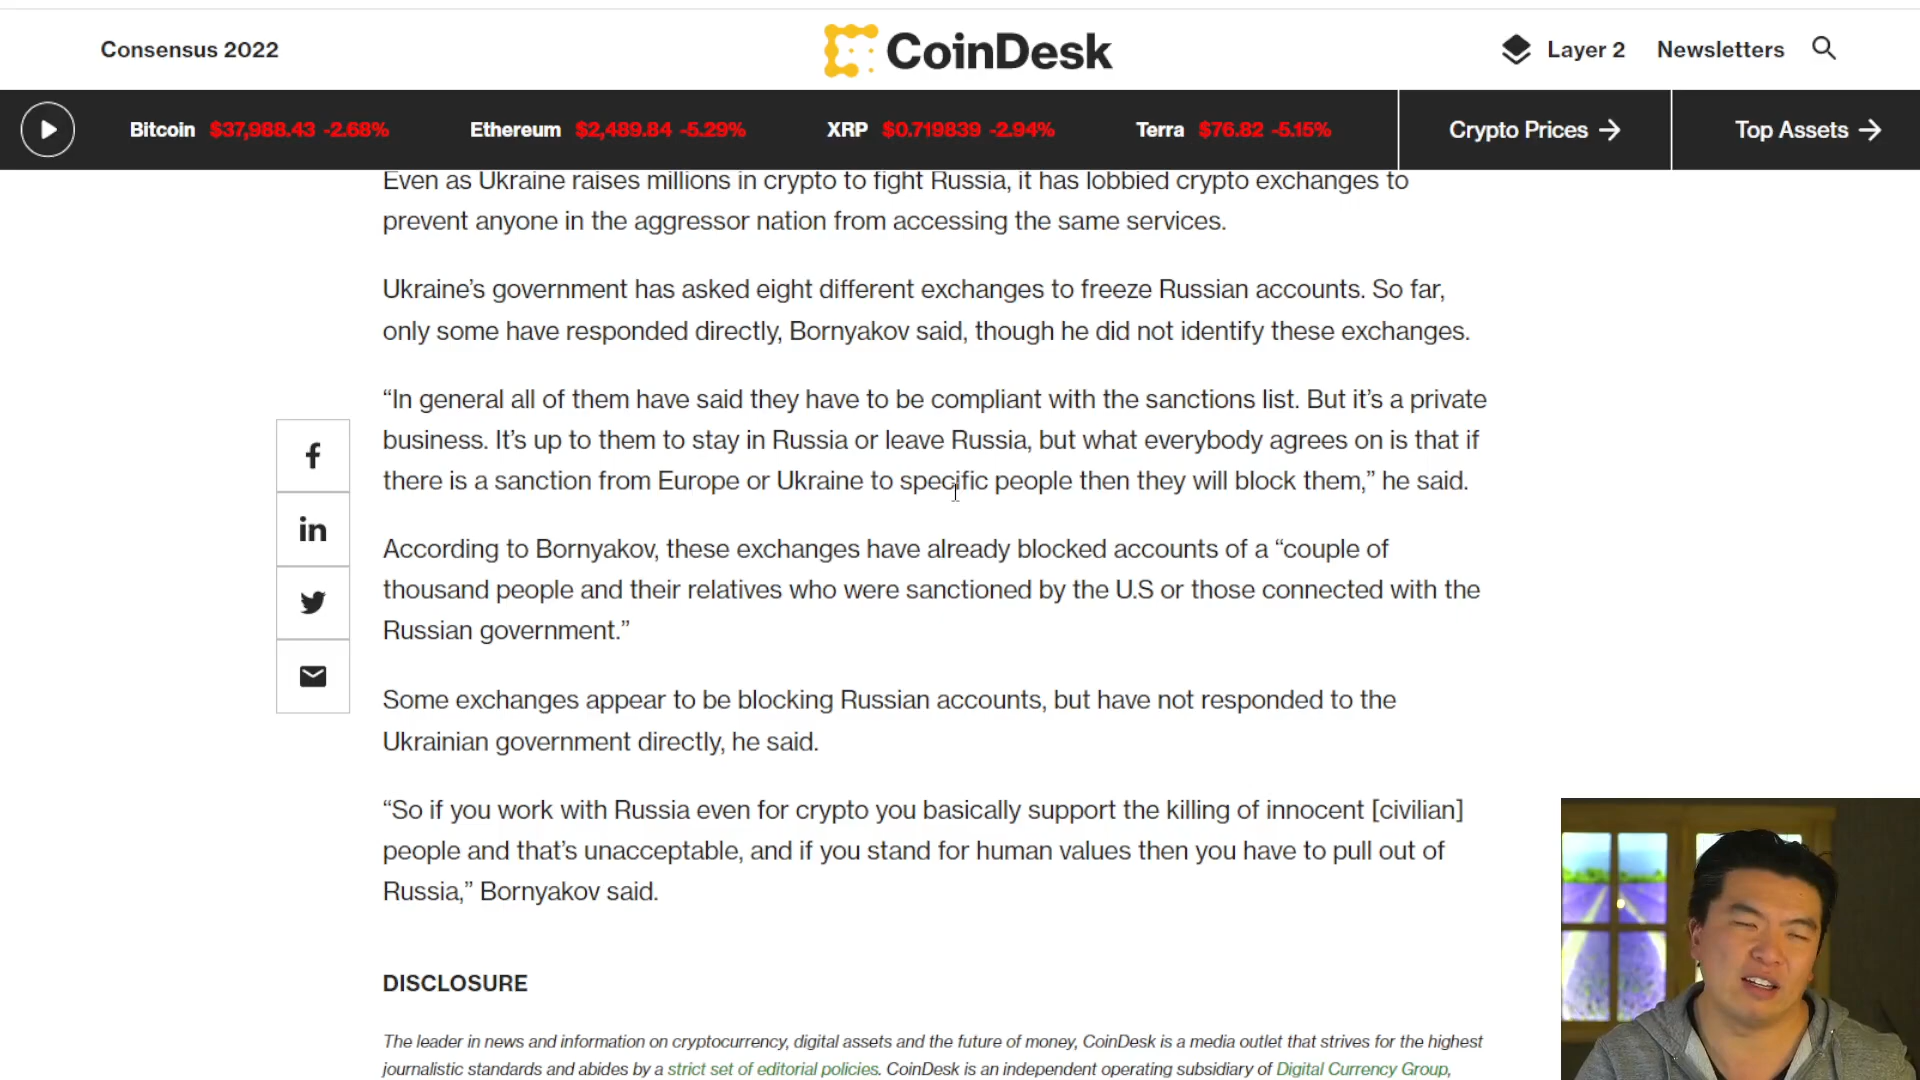 Consensus 2022
CoinDesk
Layer 2
Newsletters
Bitcoin $37,988.43 -2.68%
Ethereum $2,489.84 -5.29%
XRP $0.719839 -2.94%
Terra $76.82 -5.15%
Crypto Prices →
Top Assets →
Even as Ukraine raises millions in crypto to fight Russia, it has lobbied crypto exchanges to
prevent anyone in the aggressor nation from accessing the same services.
Ukraine’s government has asked eight different exchanges to freeze Russian accounts. So far,
only some have responded directly, Bornyakov said, though he did not identify these exchanges.
“In general all of them have said they have to be compliant with the sanctions list. But it’s a private
business. It’s up to them to stay in Russia or leave Russia, but what everybody agrees on is that if
there is a sanction from Europe or Ukraine to specific people then they will block them,” he said.
According to Bornyakov, these exchanges have already blocked accounts of a “couple of
thousand people and their relatives who were sanctioned by the U.S or those connected with the
Russian government.”
Some exchanges appear to be blocking Russian accounts, but have not responded to the
Ukrainian government directly, he said.
“So if you work with Russia even for crypto you basically support the killing of innocent [civilian]
people and that’s unacceptable, and if you stand for human values then you have to pull out of
Russia,” Bornyakov said.
DISCLOSURE
The leader in news and information on cryptocurrency, digital assets and the future of money, CoinDesk is a media outlet that strives for the highest
journalistic standards and abides by a strict set of editorial policies. CoinDesk is an independent operating subsidiary of Digital Currency Group,